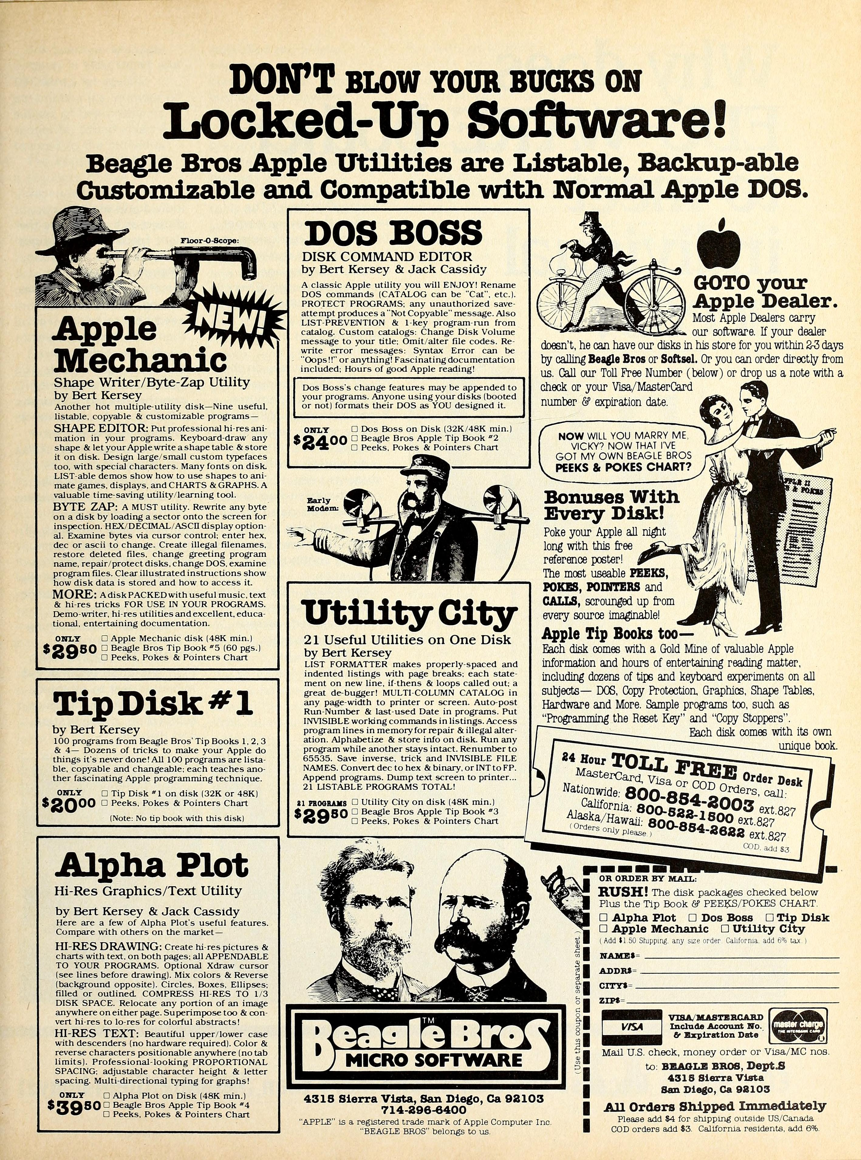 DON'T BLOW YOUR BUCKS ON
Locked-Up Software!
Beagle Bros Apple Utilities are Listable, Backup-able
Customizable and Compatible with Normal Apple DOS.
Floor-O-Scope:
NEW!
Apple
Mechanic
Shape Writer/Byte-Zap Utility
by Bert Kersey
Another hot multiple-utility disk—Nine useful,
listable, copyable & customizable programs—
SHAPE EDITOR: Put professional hi-res ani-
mation in your programs. Keyboard-draw any
shape & let your Apple write a shape table & store
it on disk. Design large/small custom typefaces
too, with special characters. Many fonts on disk.
LIST-able demos show how to use shapes to ani-
mate games, displays, and CHARTS & GRAPHS. A
valuable time-saving utility/learning tool.
BYTE ZAP: A MUST utility. Rewrite any byte
on a disk by loading a sector onto the screen for
inspection. HEX/DECIMAL/ASCII display option-
al. Examine bytes via cursor control; enter hex,
dec or ascii to change. Create illegal filenames,
restore deleted files, change greeting program
name, repair/protect disks, change DOS, examine
program files. Clear illustrated instructions show
how disk data is stored and how to access it.
MORE: A disk PACKED with useful music, text
& hi-res tricks FOR USE IN YOUR PROGRAMS.
Demo-writer, hi-res utilities and excellent, educa-
tional, entertaining documentation.
ONLY
$29 50
☐ Apple Mechanic disk (48K min.)
☐ Beagle Bros Tip Book #5 (60 pgs.)
☐ Peeks, Pokes & Pointers Chart
Tip Disk #1
by Bert Kersey
100 programs from Beagle Bros' Tip Books 1, 2, 3
& 4— Dozens of tricks to make your Apple do
things it's never done! All 100 programs are lista-
ble, copyable and changeable; each teaches ano-
ther fascinating Apple programming technique.
ONLY
$20 00
☐ Tip Disk #1 on disk (32K or 48K)
☐ Peeks, Pokes & Pointers Chart
(Note: No tip book with this disk)
Alpha Plot
Hi-Res Graphics/Text Utility
by Bert Kersey & Jack Cassidy
Here are a few of Alpha Plot's useful features.
Compare with others on the market—
HI-RES DRAWING: Create hi-res pictures &
charts with text, on both pages; all APPENDABLE
TO YOUR PROGRAMS. Optional Xdraw cursor
(see lines before drawing). Mix colors & Reverse
(background opposite). Circles, Boxes, Ellipses;
filled or outlined. COMPRESS HI-RES TO 1/3
DISK SPACE. Relocate any portion of an image
anywhere on either page. Superimpose too & con-
vert hi-res to lo-res for colorful abstracts!
HI-RES TEXT: Beautiful upper/lower case
with descenders (no hardware required). Color &
reverse characters positionable anywhere (no tab
limits). Professional-looking PROPORTIONAL
SPACING; adjustable character height & letter
spacing. Multi-directional typing for graphs!
ONLY
$39 50
☐ Alpha Plot on Disk (48K min.)
☐ Beagle Bros Apple Tip Book #4
☐ Peeks, Pokes & Pointers Chart
DOS BOSS
DISK COMMAND EDITOR
by Bert Kersey & Jack Cassidy
A classic Apple utility you will ENJOY! Rename
DOS commands (CATALOG can be "Cat", etc.).
PROTECT PROGRAMS; any unauthorized save-
attempt produces a "Not Copyable" message. Also
LIST-PREVENTION & 1-key program-run from
catalog. Custom catalogs: Change Disk Volume
message to your title; Omit/alter file codes. Re-
write error messages: Syntax Error can be
"Oops!!" or anything! Fascinating documentation
included; Hours of good Apple reading!
Dos Boss's change features may be appended to
your programs. Anyone using your disks (booted
or not) formats their DOS as YOU designed it.
ONLY
$24 00
☐ Dos Boss on Disk (32K/48K min.)
☐ Beagle Bros Apple Tip Book #2
☐ Peeks, Pokes & Pointers Chart
Early
Modem:
Utility City
21 Useful Utilities on One Disk
by Bert Kersey
LIST FORMATTER makes properly-spaced and
indented listings with page breaks; each state-
ment on new line, if-thens & loops called out; a
great de-bugger! MULTI-COLUMN CATALOG in
any page-width to printer or screen. Auto-post
Run-Number & last-used Date in programs. Put
INVISIBLE working commands in listings. Access
program lines in memory for repair & illegal alter-
ation. Alphabetize & store info on disk. Run any
program while another stays intact. Renumber to
65535. Save inverse, trick and INVISIBLE FILE
NAMES. Convert dec to hex & binary, or INT to FP.
Append programs. Dump text screen to printer...
21 LISTABLE PROGRAMS TOTAL!
21 PROGRAMS
$29 50
☐ Utility City on disk (48K min.)
☐ Beagle Bros Apple Tip Book #3
☐ Peeks, Pokes & Pointers Chart
Beagle Bros ™
MICRO SOFTWARE
4315 Sierra Vista, San Diego, Ca 92103
714-296-6400
"APPLE" is a registered trade mark of Apple Computer Inc.
"BEAGLE BROS" belongs to us.
GOTO your
Apple Dealer.
Most Apple Dealers carry
our software. If your dealer
doesn't, he can have our disks in his store for you within 2-3 days
by calling Beagle Bros or Softsel. Or you can order directly from
us. Call our Toll Free Number (below) or drop us a note with a
check or your Visa/MasterCard
number & expiration date.
NOW WILL YOU MARRY ME,
VICKY? NOW THAT I'VE
GOT MY OWN BEAGLE BROS
PEEKS & POKES CHART?
Bonuses With
Every Disk!
Poke your Apple all night
long with this free
reference poster!
The most useable PEEKS,
POKES, POINTERS and
CALLS, scrounged up from
every source imaginable!
Apple Tip Books too—
Each disk comes with a Gold Mine of valuable Apple
information and hours of entertaining reading matter,
including dozens of tips and keyboard experiments on all
subjects— DOS, Copy Protection, Graphics, Shape Tables,
Hardware and More. Sample programs too, such as
"Programming the Reset Key" and "Copy Stoppers".
Each disk comes with its own
unique book.
24 Hour TOLL FREE Order Desk
MasterCard, Visa or COD Orders, call:
Nationwide: 800-854-2003 ext.827
California: 800-522-1500 ext.827
Alaska/Hawaii: 800-854-2622 ext.827
(Orders only please.)
COD, add $3
OR ORDER BY MAIL:
RUSH! The disk packages checked below
Plus the Tip Book & PEEKS/POKES CHART.
☐ Alpha Plot ☐ Dos Boss ☐ Tip Disk
☐ Apple Mechanic ☐ Utility City
(Add $1.50 Shipping, any size order. California, add 6% tax.)
NAME$=
ADDR$=
CITY$=
ZIP$=
(Use this coupon or separate sheet.)
VISA
VISA/MASTERCARD
Include Account No.
& Expiration Date
master charge
THE INTERBANK CARD
Mail U.S. check, money order or Visa/MC nos.
to: BEAGLE BROS, Dept.S
4315 Sierra Vista
San Diego, Ca 92103
All Orders Shipped Immediately
Please add $4 for shipping outside US/Canada
COD orders add $3. California residents, add 6%.